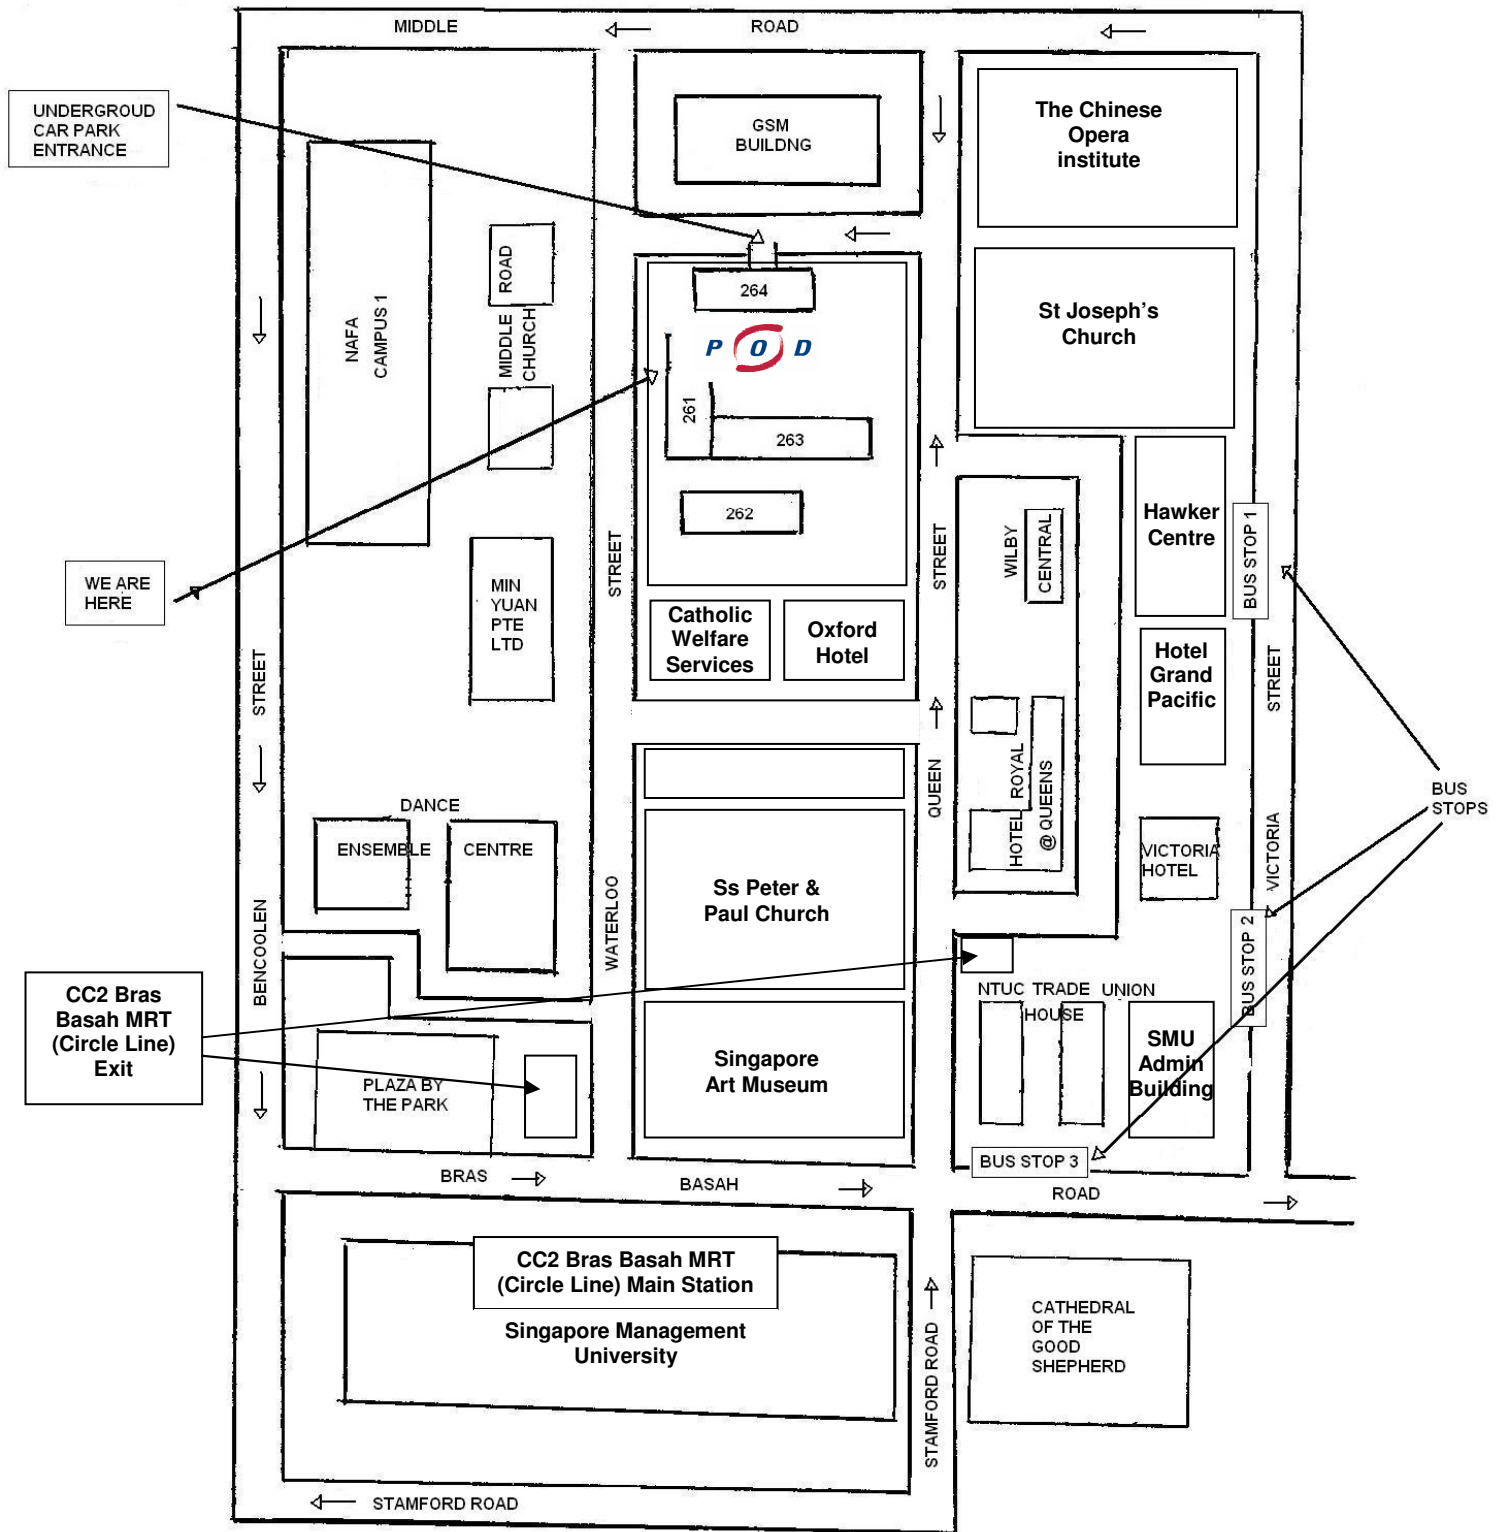 MIDDLE
ROAD
UNDERGROUD
CAR PARK
ENTRANCE
GSM
BUILDNG
The Chinese
Opera
institute
NAFA
CAMPUS 1
MIDDLE ROAD
CHURCH
264
P O D
261
263
262
St Joseph's
Church
WE ARE
HERE
MIN
YUAN
PTE
LTD
STREET
STREET
STREET
STREET
Catholic
Welfare
Services
Oxford
Hotel
WILBY
CENTRAL
Hawker
Centre
BUS STOP 1
Hotel
Grand
Pacific
BUS
STOPS
QUEEN
HOTEL ROYAL
@ QUEENS
VICTORIA
VICTORIA
HOTEL
DANCE
ENSEMBLE
CENTRE
BENCOOLEN
WATERLOO
Ss Peter &
Paul Church
BUS STOP 2
CC2 Bras
Basah MRT
(Circle Line)
Exit
NTUC TRADE UNION
HOUSE
SMU
Admin
Building
PLAZA BY
THE PARK
Singapore
Art Museum
BUS STOP 3
BRAS
BASAH
ROAD
CC2 Bras Basah MRT
(Circle Line) Main Station
Singapore Management
University
STAMFORD ROAD
CATHEDRAL
OF THE
GOOD
SHEPHERD
STAMFORD ROAD